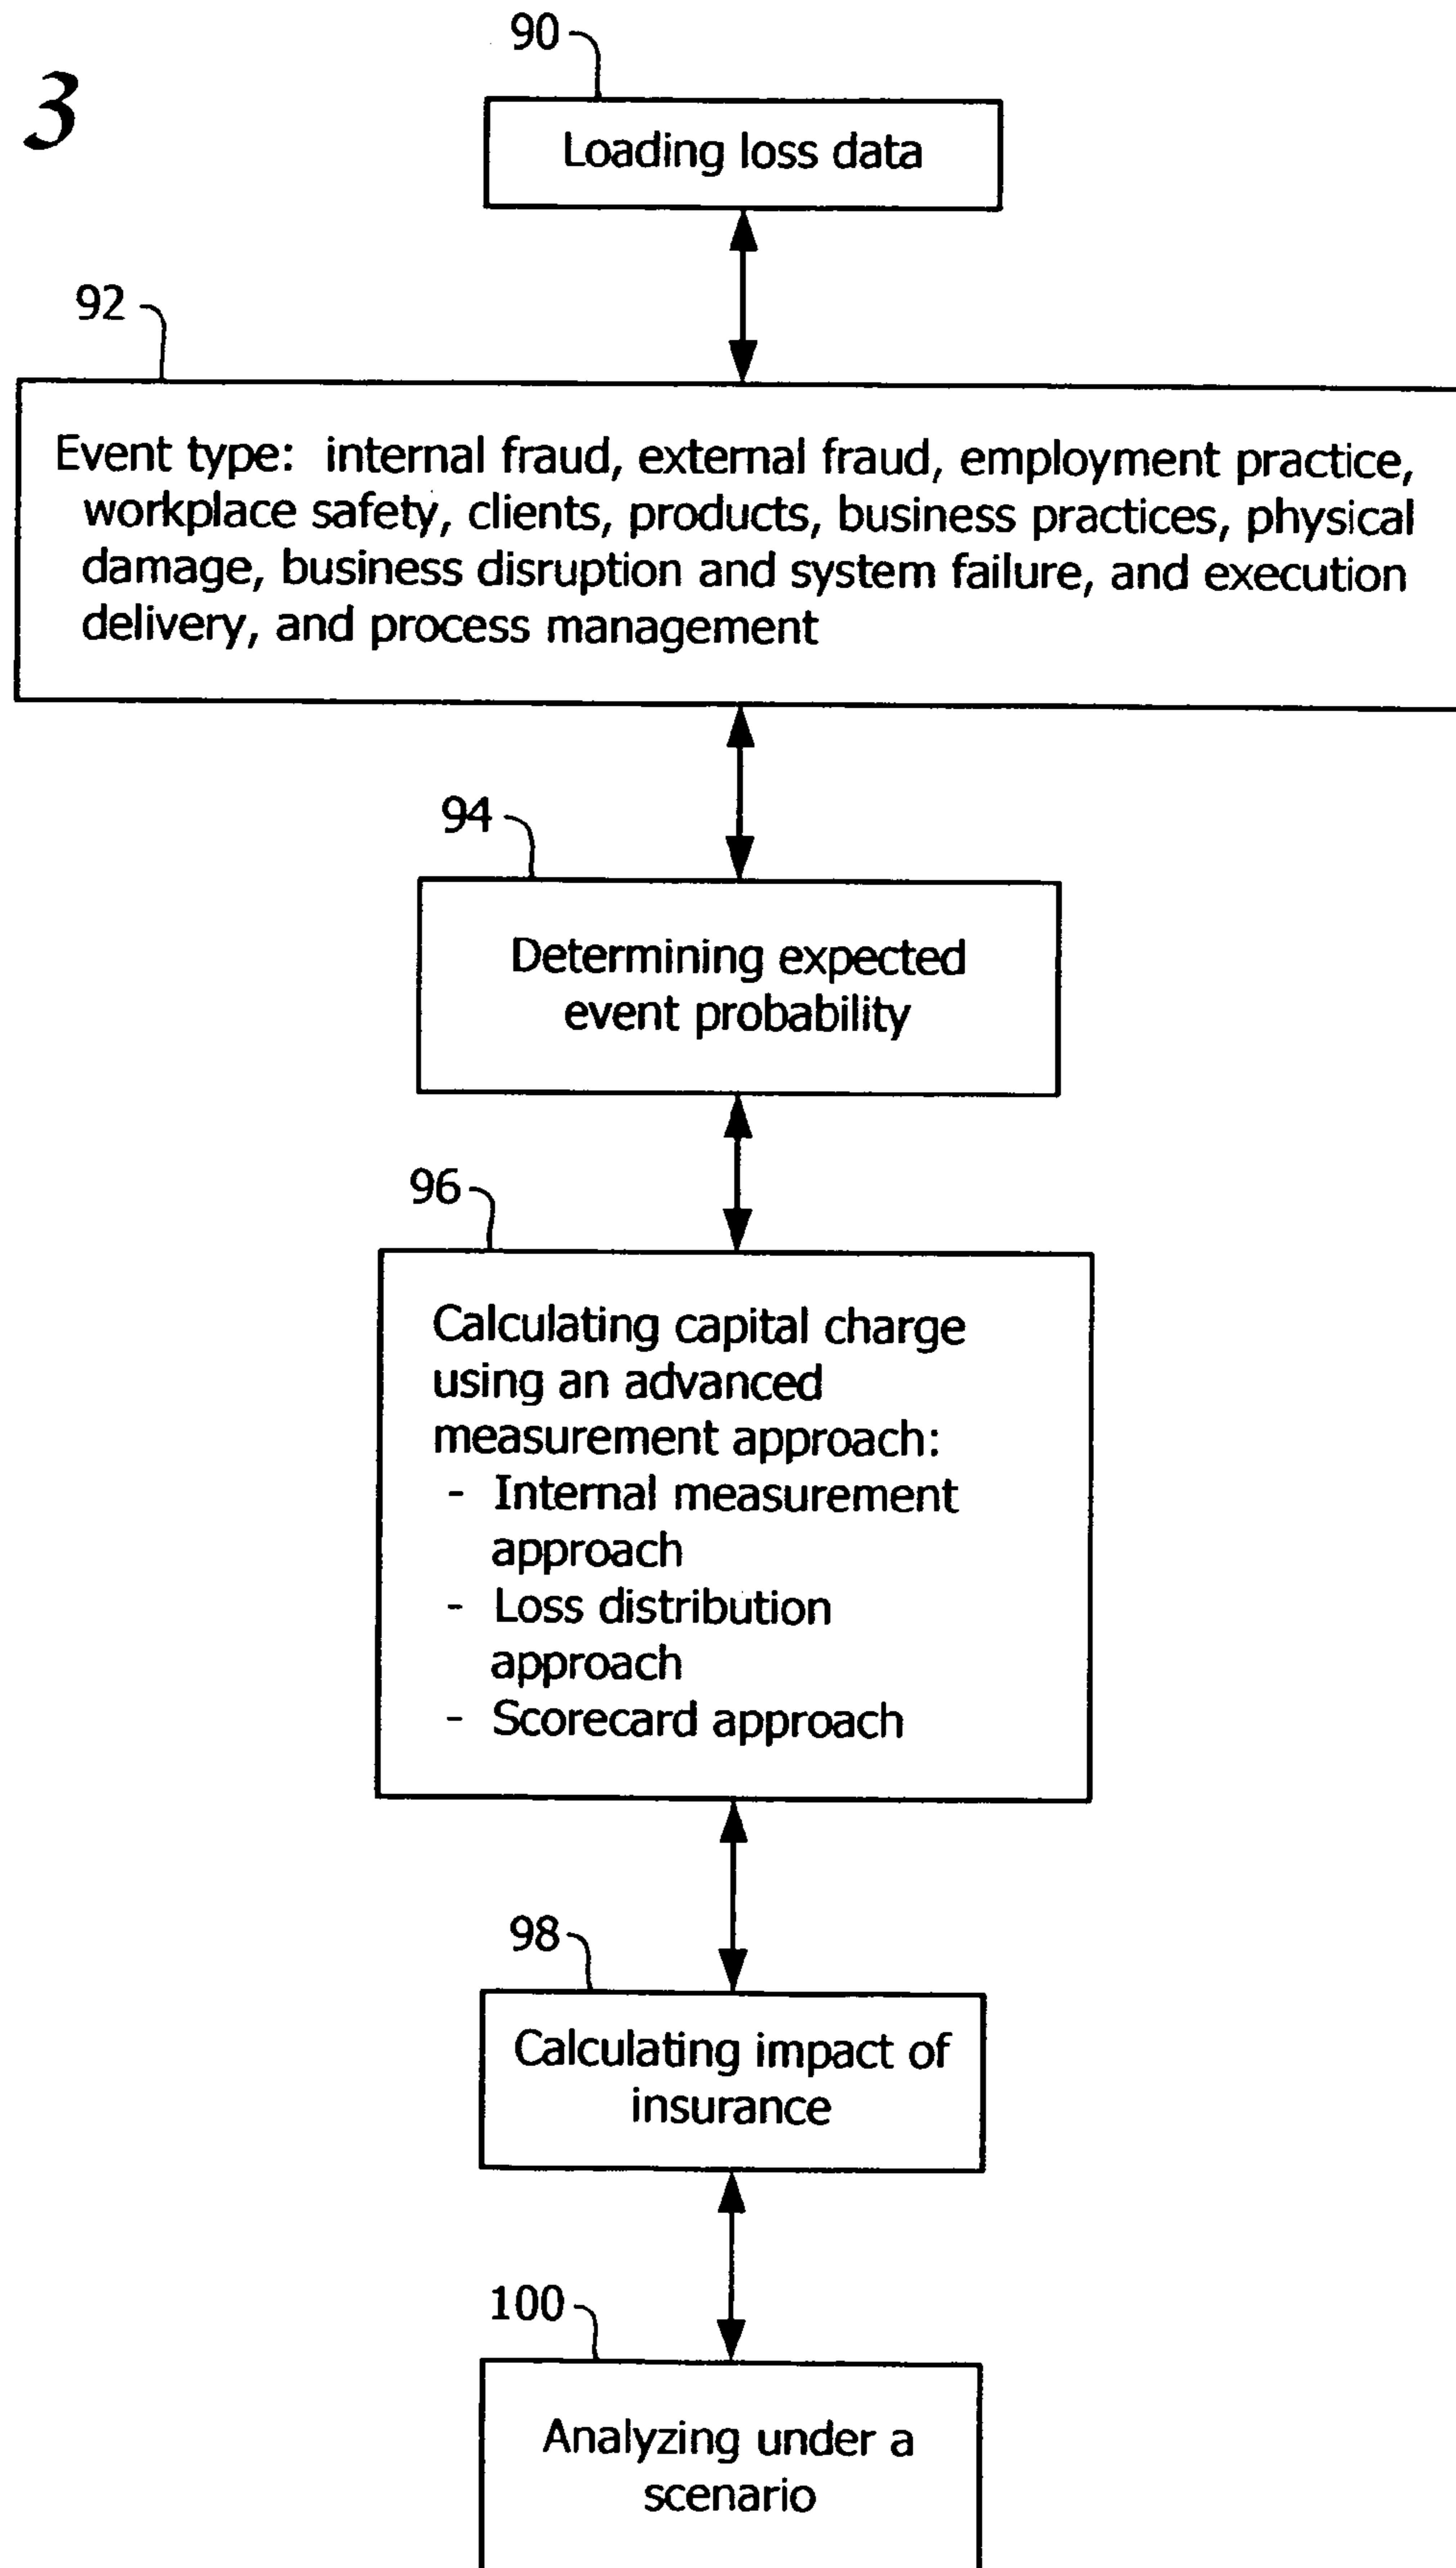 3
90
Loading loss data
92
Event type: internal fraud, external fraud, employment practice,
workplace safety, clients, products, business practices, physical
damage, business disruption and system failure, and execution
delivery, and process management
94
Determining expected
event probability
96
Calculating capital charge
using an advanced
measurement approach:
- Internal measurement
approach
- Loss distribution
approach
- Scorecard approach
98
Calculating impact of
insurance
100
Analyzing under a
scenario